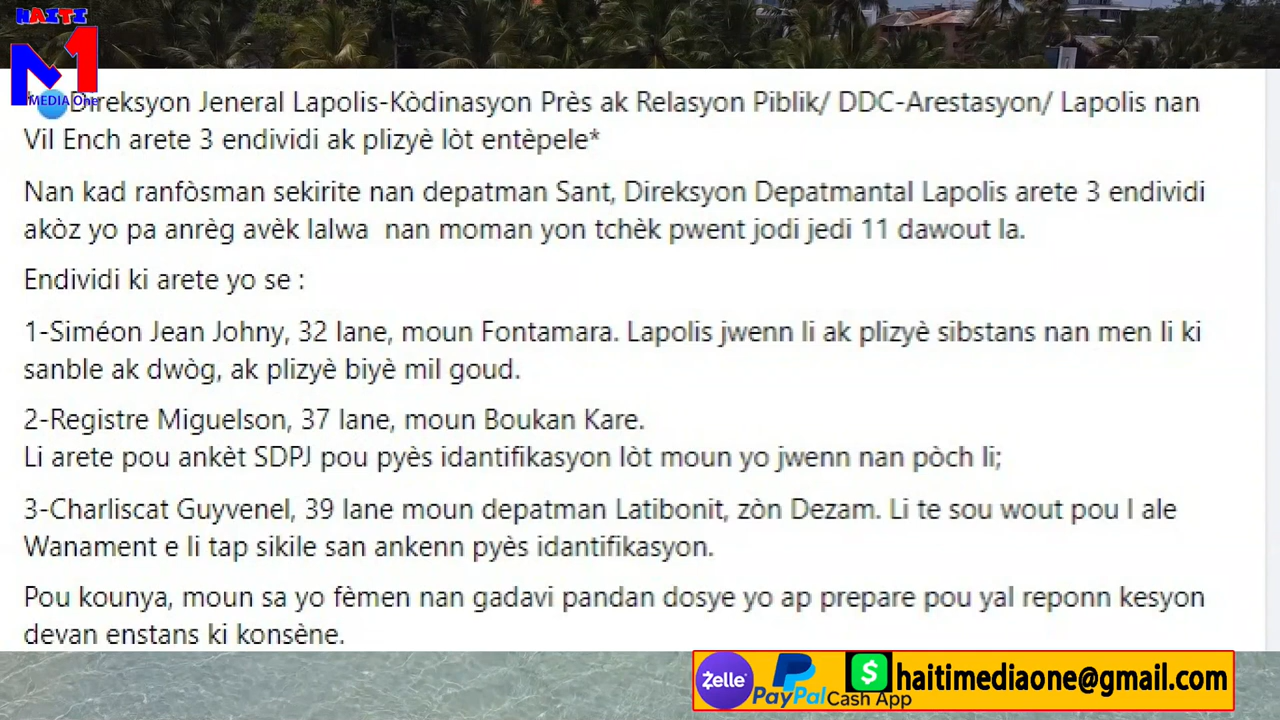 HAITI
M1
MEDIA One
Direksyon Jeneral Lapolis-Kòdinasyon Près ak Relasyon Piblik/ DDC-Arestasyon/ Lapolis nan
Vil Ench arete 3 endividi ak plizyè lòt entèpele*
Nan kad ranfòsman sekirite nan depatman Sant, Direksyon Depatmantal Lapolis arete 3 endividi
akòz yo pa anrèg avèk lalwa nan moman yon tchèk pwent jodi jedi 11 dawout la.
Endividi ki arete yo se :
1-Siméon Jean Johny, 32 lane, moun Fontamara. Lapolis jwenn li ak plizyè sibstans nan men li ki
sanble ak dwòg, ak plizyè biyè mil goud.
2-Registre Miguelson, 37 lane, moun Boukan Kare.
Li arete pou ankèt SDPJ pou pyès idantifikasyon lòt moun yo jwenn nan pòch li;
3-Charliscat Guyvenel, 39 lane moun depatman Latibonit, zòn Dezam. Li te sou wout pou l ale
Wanament e li tap sikile san ankenn pyès idantifikasyon.
Pou kounya, moun sa yo fèmen nan gadavi pandan dosye yo ap prepare pou yal reponn kesyon
devan enstans ki konsène.
Zelle PayPal $ Cash App haitimediaone@gmail.com